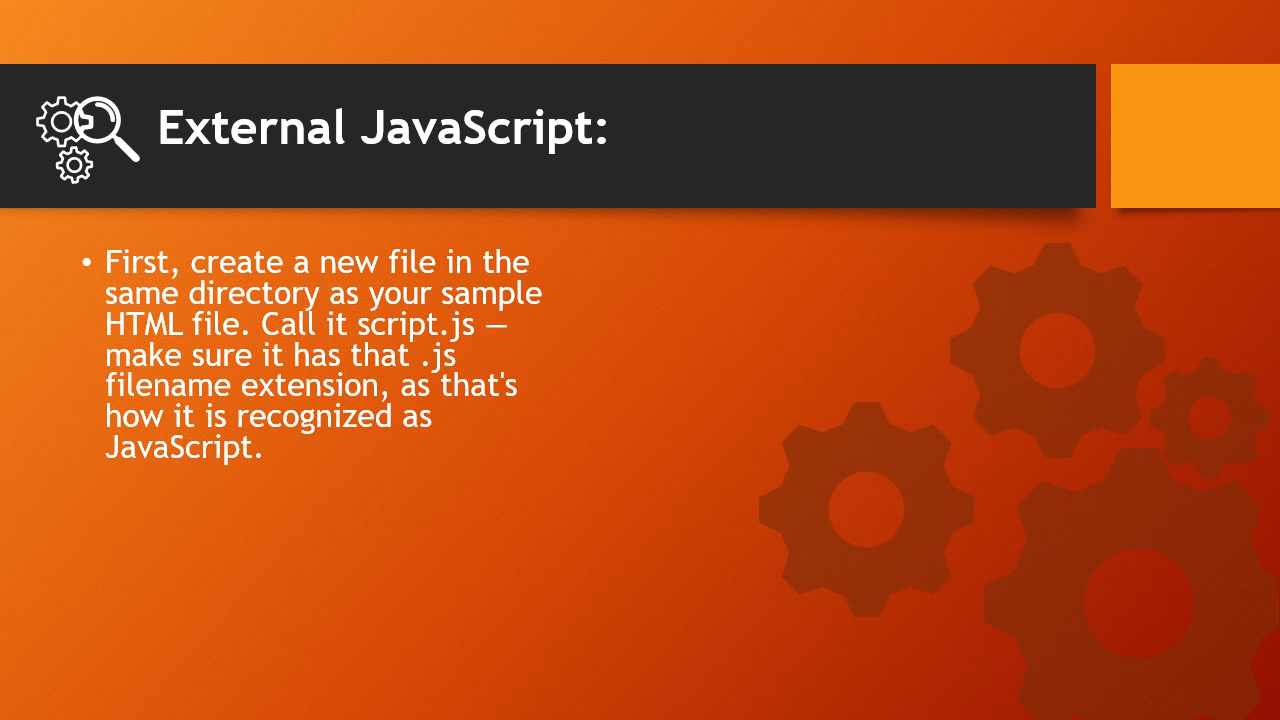 External JavaScript:
• First, create a new file in the
same directory as your sample
HTML file. Call it script.js —
make sure it has that .js
filename extension, as that's
how it is recognized as
JavaScript.